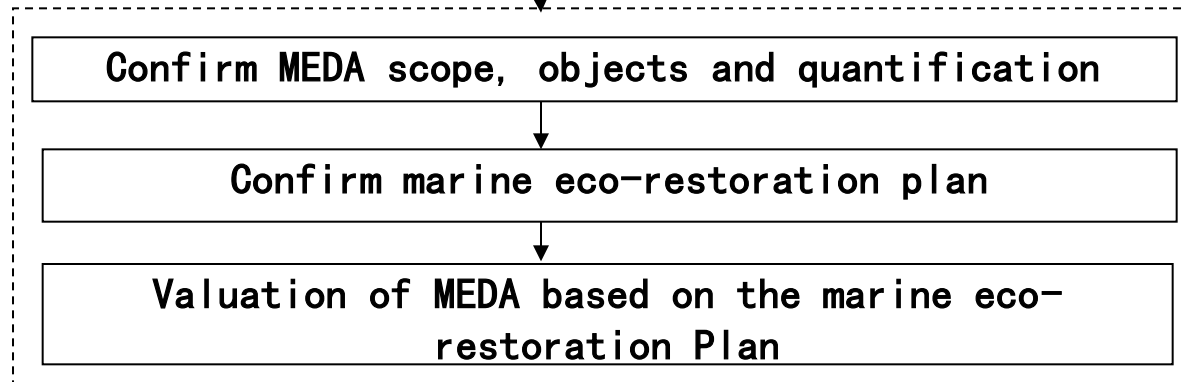 Confirm MEDA scope, objects and quantification
Confirm marine eco-restoration plan
Valuation of MEDA based on the marine eco-
restoration Plan